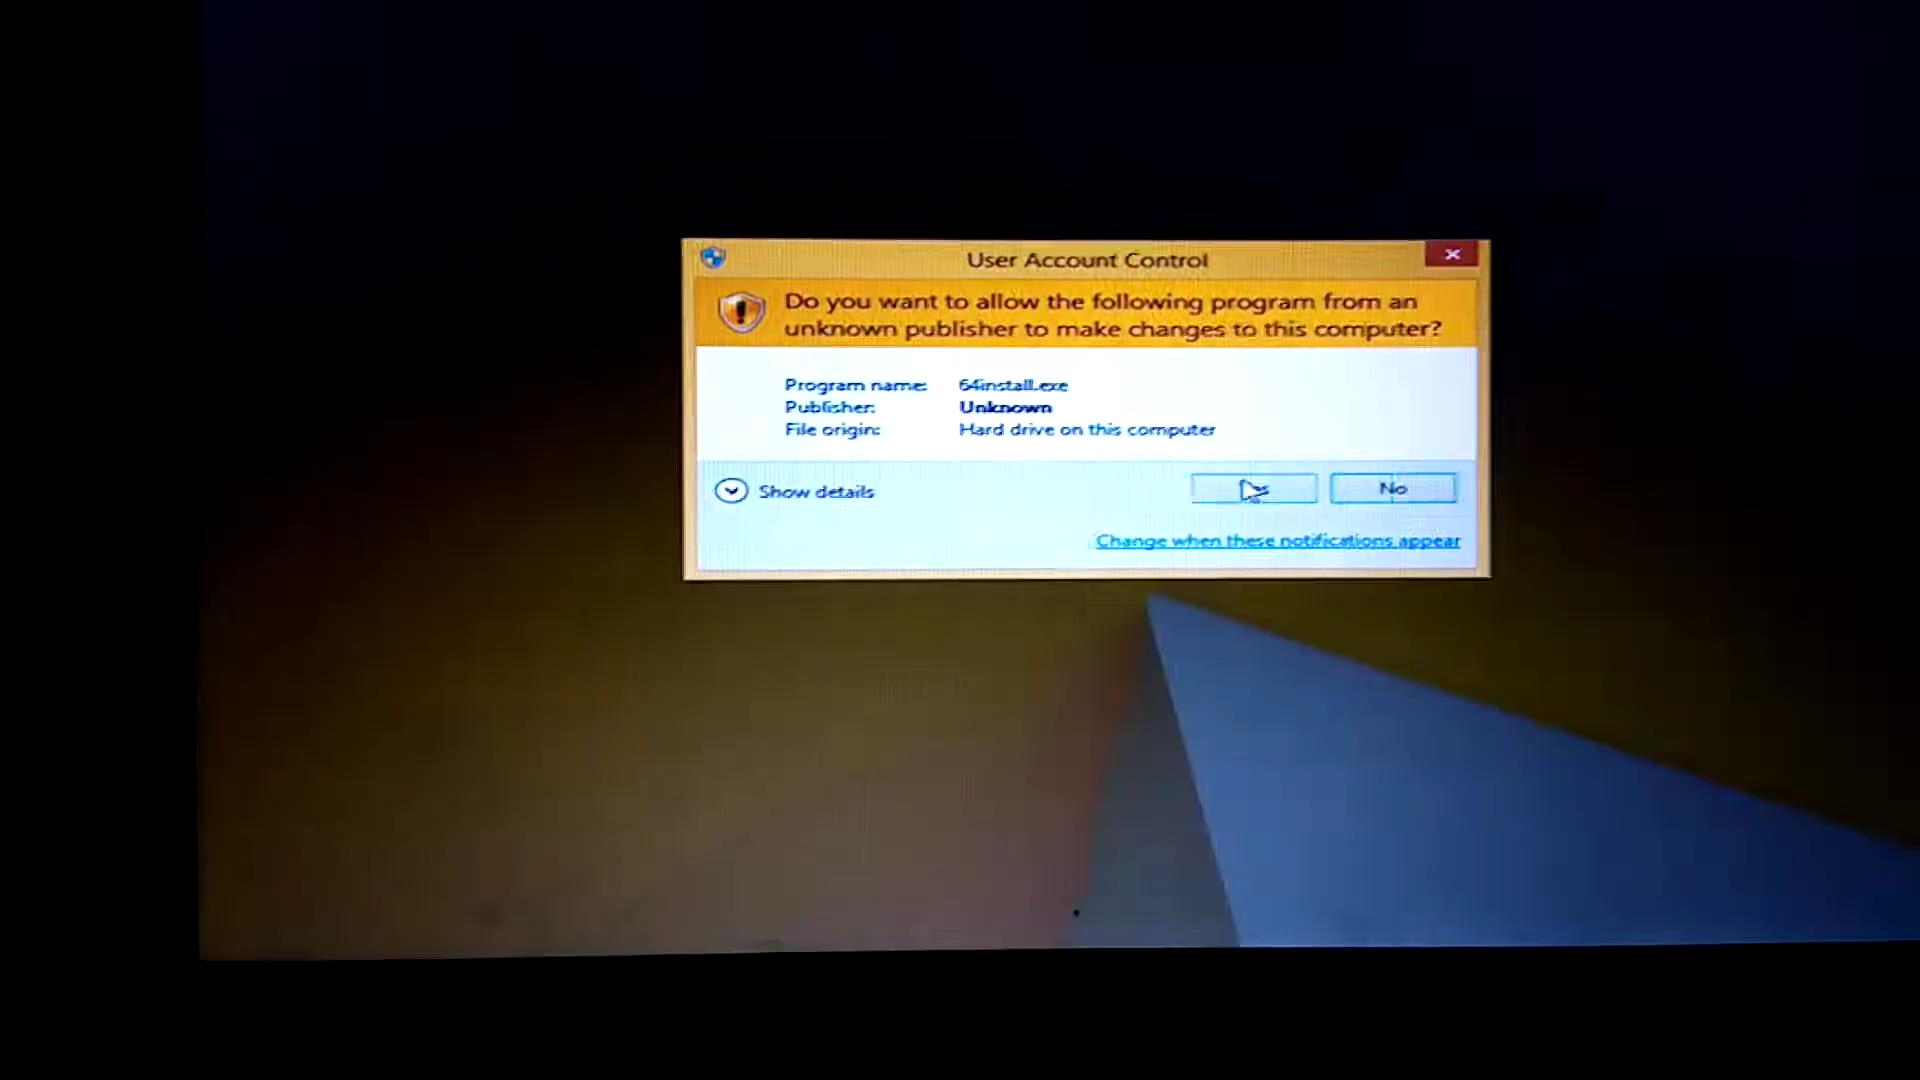 User Account Control
Do you want to allow the following program from an
unknown publisher to make changes to this computer?
Program name: 64install.exe
Publisher: Unknown
File origin: Hard drive on this computer
Show details
No
Change when these notifications appear